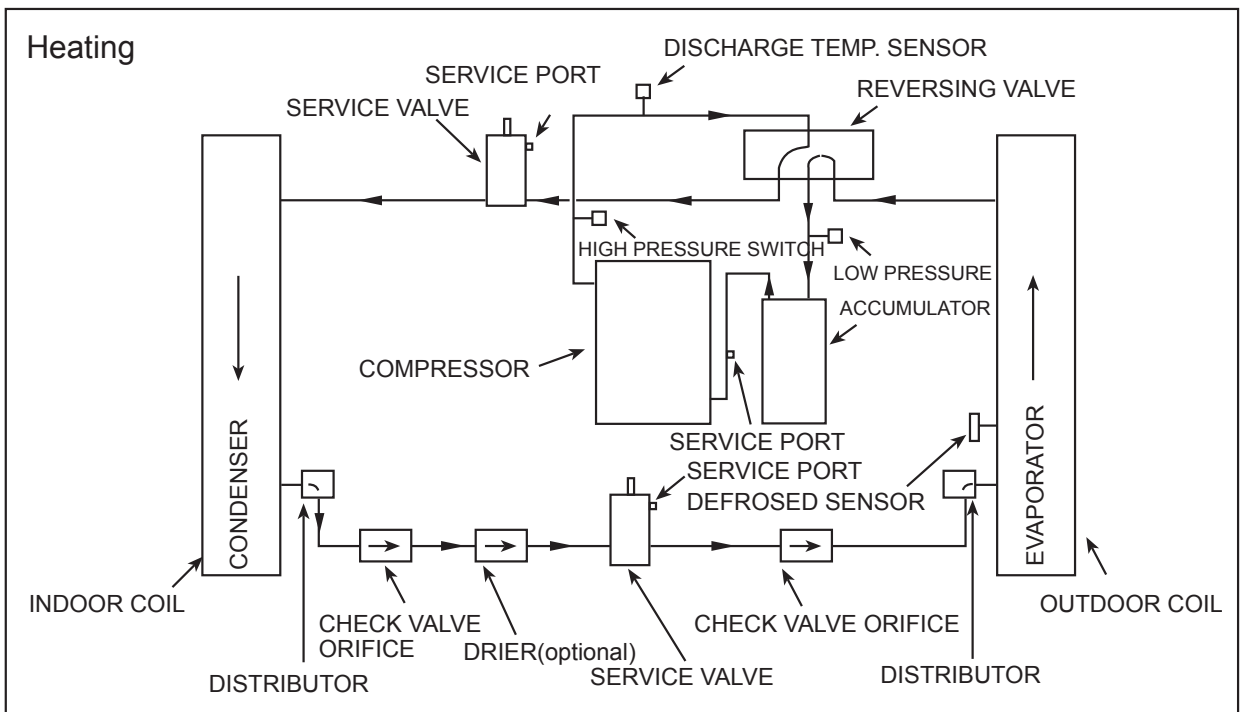 Heating
DISCHARGE TEMP. SENSOR
SERVICE PORT
REVERSING VALVE
SERVICE VALVE
HIGH PRESSURE SWITCH
LOW PRESSURE
ACCUMULATOR
COMPRESSOR
SERVICE PORT
SERVICE PORT
DEFROSED SENSOR
CONDENSER
EVAPORATOR
INDOOR COIL
OUTDOOR COIL
CHECK VALVE
ORIFICE
DRIER(optional)
SERVICE VALVE
CHECK VALVE ORIFICE
DISTRIBUTOR
DISTRIBUTOR